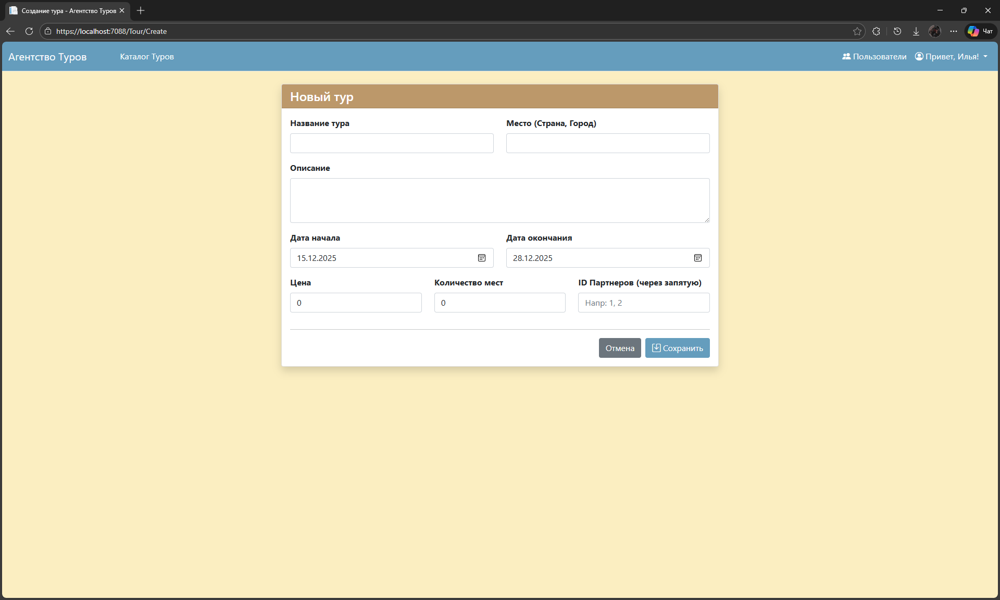 Создание тура - Агентство Туров
https://localhost:7088/Tour/Create
Чат
Агентство Туров
Каталог Туров
Пользователи
Привет, Илья!
Новый тур
Название тура
Место (Страна, Город)
Описание
Дата начала
Дата окончания
15.12.2025
28.12.2025
Цена
Количество мест
ID Партнеров (через запятую)
0
0
Напр: 1, 2
Отмена
Сохранить